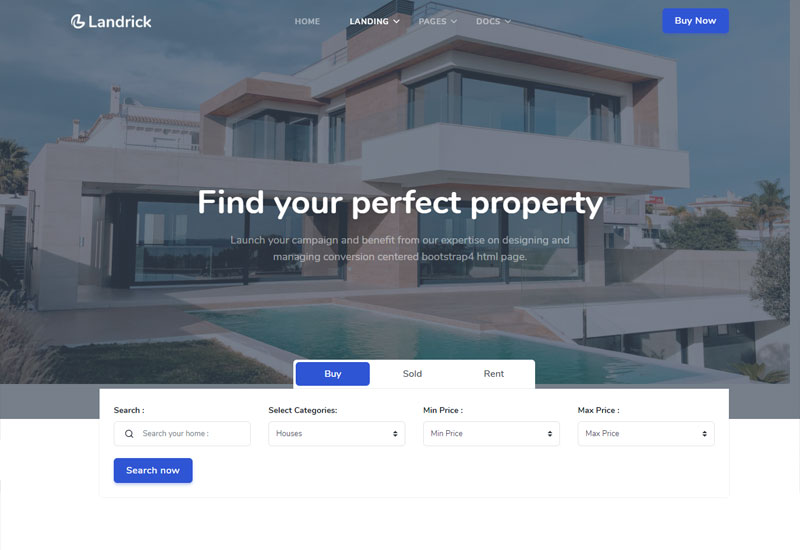 Landrick
HOME
LANDING
PAGES
DOCS
Buy Now
Find your perfect property
Launch your campaign and benefit from our expertise on designing and
managing conversion centered bootstrap4 html page.
Buy
Sold
Rent
Search :
Select Categories:
Min Price :
Max Price :
Search your home :
Houses
Min Price
Max Price
Search now